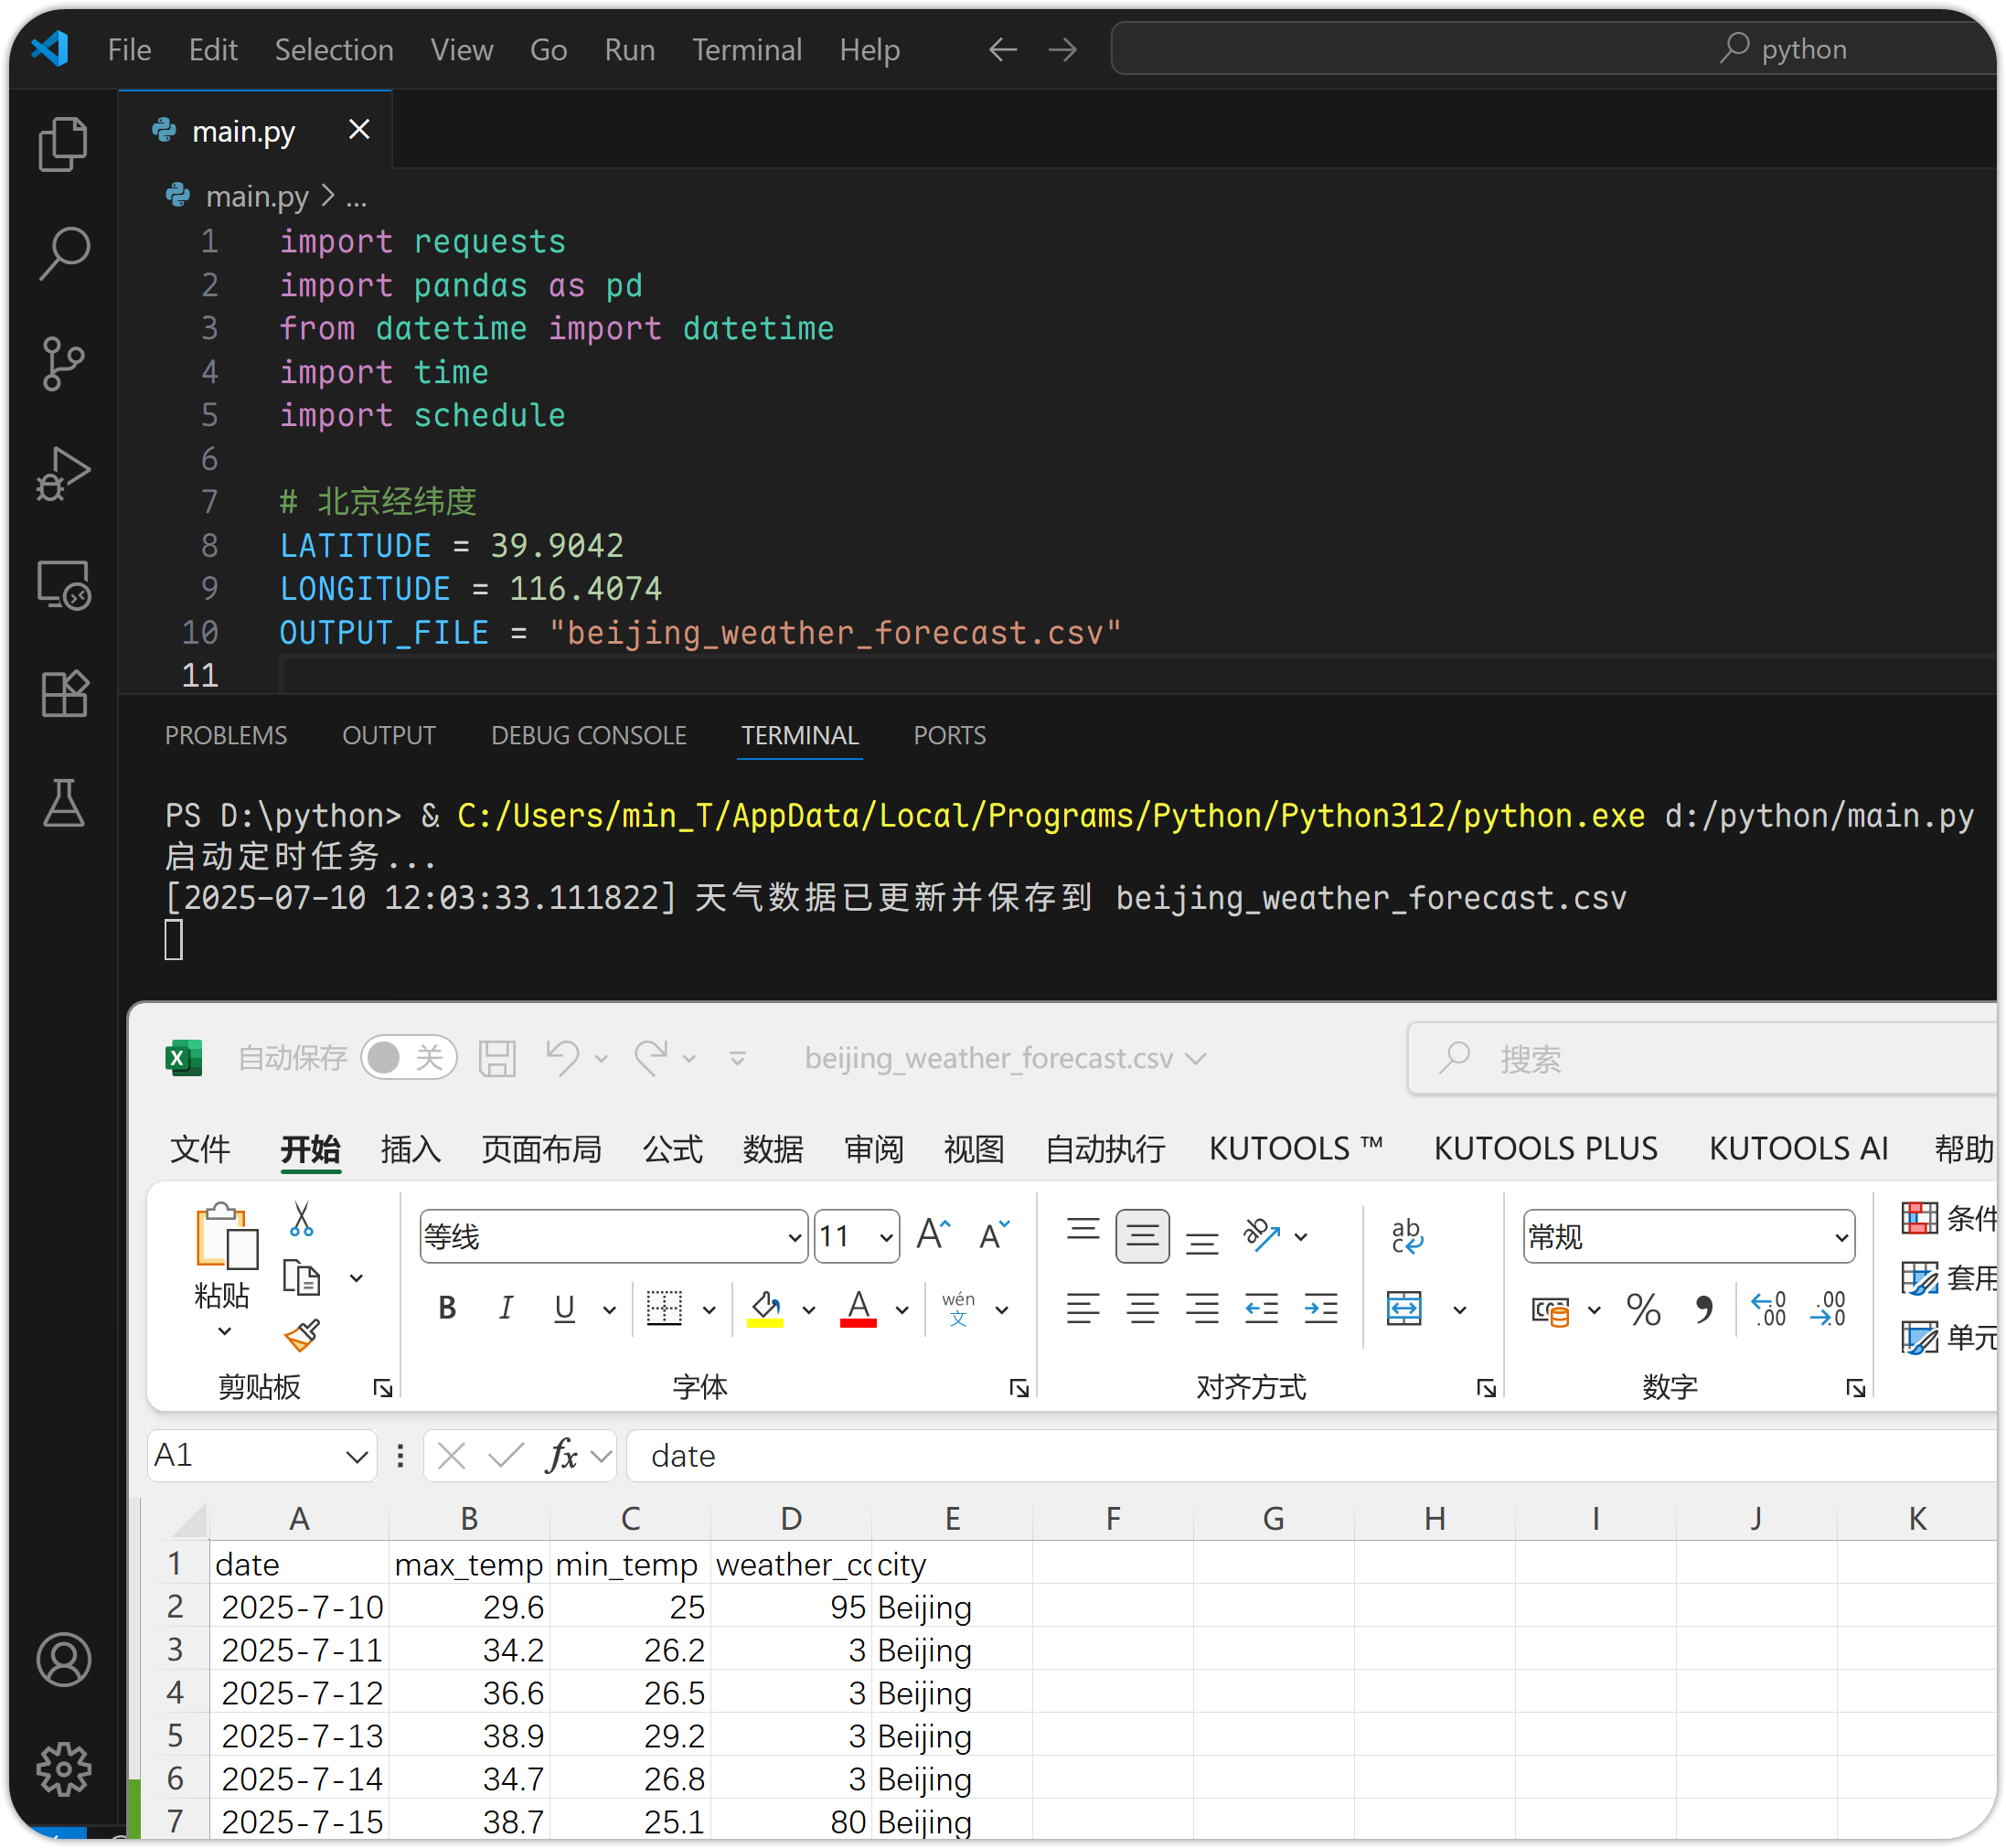 File Edit Selection View Go Run Terminal Help python
main.py
main.py > ...
1 import requests
2 import pandas as pd
3 from datetime import datetime
4 import time
5 import schedule
6
7 # 北京经纬度
8 LATITUDE = 39.9042
9 LONGITUDE = 116.4074
10 OUTPUT_FILE = "beijing_weather_forecast.csv"
11
PROBLEMS OUTPUT DEBUG CONSOLE TERMINAL PORTS
PS D:\python> & C:/Users/min_T/AppData/Local/Programs/Python/Python312/python.exe d:/python/main.py
启动定时任务...
[2025-07-10 12:03:33.111822] 天气数据已更新并保存到 beijing_weather_forecast.csv
自动保存 关 beijing_weather_forecast.csv 搜索
文件 开始 插入 页面布局 公式 数据 审阅 视图 自动执行 KUTOOLS ™ KUTOOLS PLUS KUTOOLS AI 帮助
粘贴 等线 11 常规 条件
B I U A wén 文 ab c % .00 .0 套用
单元
剪贴板 字体 对齐方式 数字
A1 fx date
A B C D E F G H I J K
1 date max_temp min_temp weather_co city
2 2025-7-10 29.6 25 95 Beijing
3 2025-7-11 34.2 26.2 3 Beijing
4 2025-7-12 36.6 26.5 3 Beijing
5 2025-7-13 38.9 29.2 3 Beijing
6 2025-7-14 34.7 26.8 3 Beijing
7 2025-7-15 38.7 25.1 80 Beijing